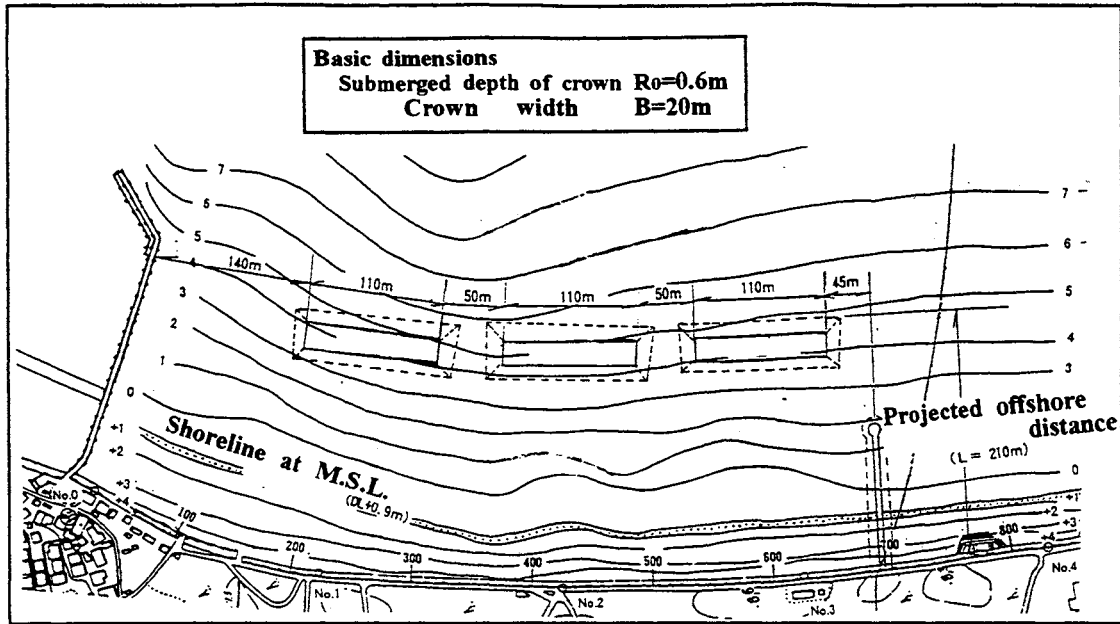 Basic dimensions
Submerged depth of crown Ro=0.6m
Crown width B=20m
7
6
5
4
3
2
1
0
+1
+2
+3
+4
140m
110m
50m
110m
50m
110m
45m
7
6
5
4
3
Projected offshore
distance
(L = 210m)
0
+1
+2
+3
+4
Shoreline at M.S.L.
(DL+0.9m)
No.0
100
200
300
400
500
600
800
No.1
No.2
No.3
No.4